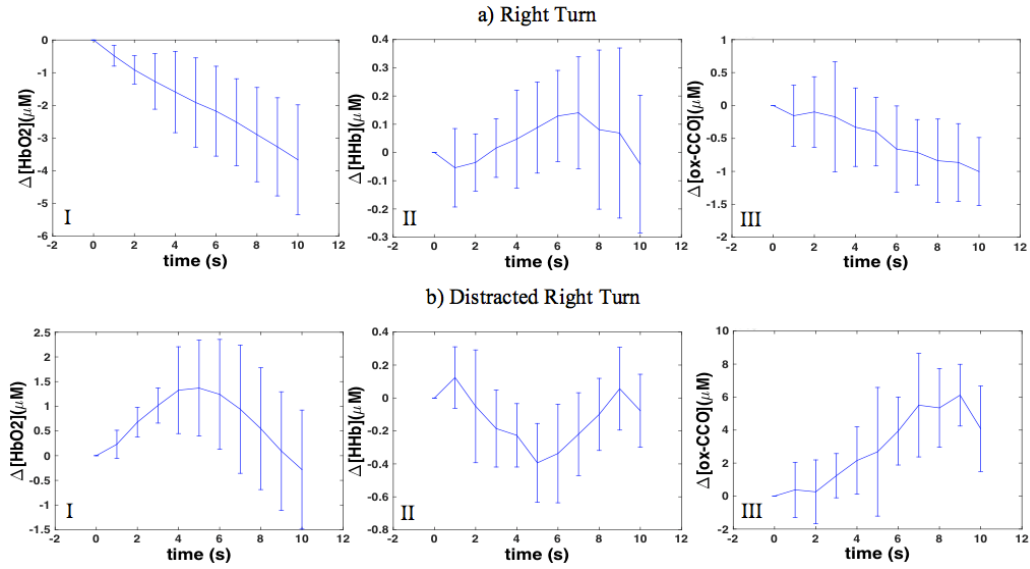 a) Right Turn
0
-1
-2
-3
-4
-5
-6
Δ[HbO2](μM)
I
-2 0 2 4 6 8 10 12
time (s)
0.4
0.3
0.2
0.1
0
-0.1
-0.2
-0.3
Δ[HHb](μM)
II
-2 0 2 4 6 8 10 12
time (s)
1
0.5
0
-0.5
-1
-1.5
-2
Δ[ox-CCO](μM)
III
-2 0 2 4 6 8 10 12
time (s)
b) Distracted Right Turn
2.5
2
1.5
1
0.5
0
-0.5
-1
-1.5
Δ[HbO2](μM)
I
-2 0 2 4 6 8 10 12
time (s)
0.4
0.2
0
-0.2
-0.4
-0.6
-0.8
Δ[HHb](μM)
II
-2 0 2 4 6 8 10 12
time (s)
10
8
6
4
2
0
-2
Δ[ox-CCO](μM)
III
-2 0 2 4 6 8 10 12
time (s)